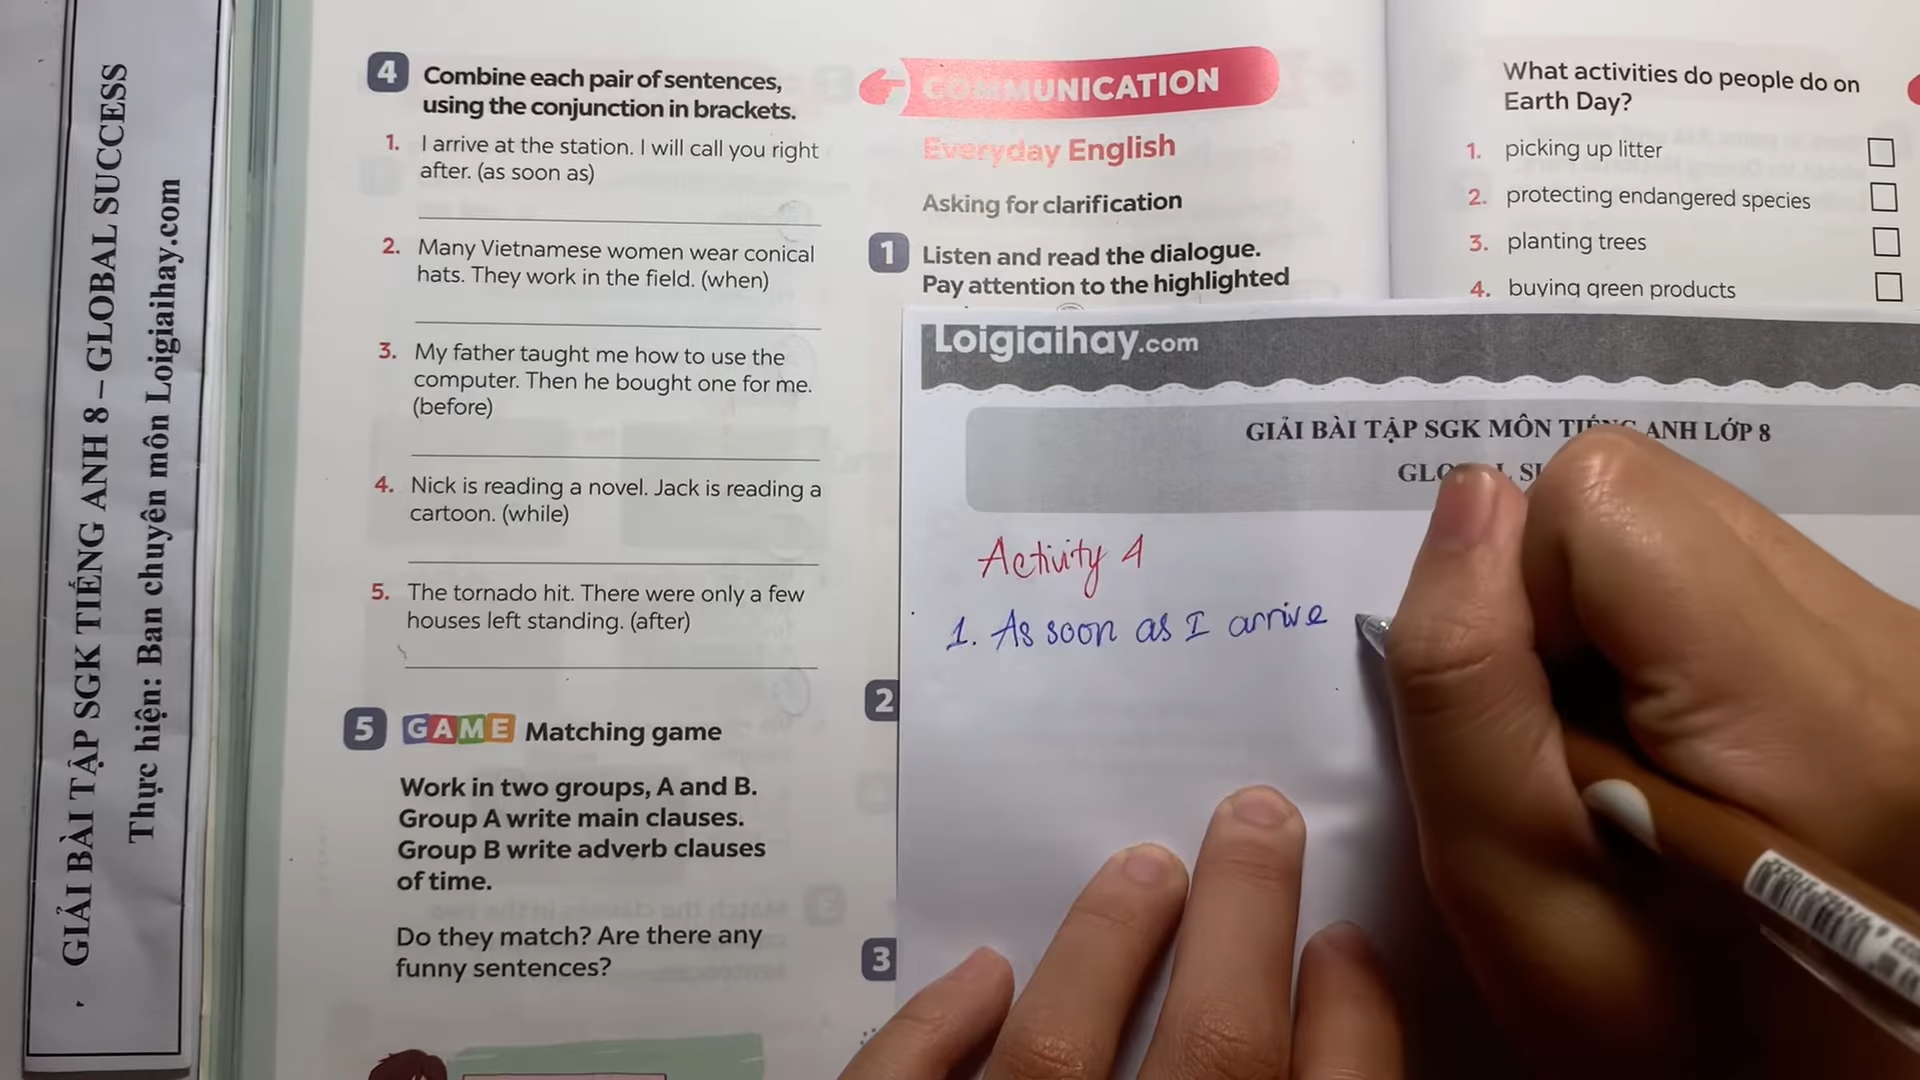 GIẢI BÀI TẬP SGK TIẾNG ANH 8 – GLOBAL SUCCESS
Thực hiện: Ban chuyên môn Loigiaihay.com
4 Combine each pair of sentences,
using the conjunction in brackets.
1. I arrive at the station. I will call you right
after. (as soon as)
2. Many Vietnamese women wear conical
hats. They work in the field. (when)
3. My father taught me how to use the
computer. Then he bought one for me.
(before)
4. Nick is reading a novel. Jack is reading a
cartoon. (while)
5. The tornado hit. There were only a few
houses left standing. (after)
5 GAME Matching game
Work in two groups, A and B.
Group A write main clauses.
Group B write adverb clauses
of time.
Do they match? Are there any
funny sentences?
COMMUNICATION
Everyday English
Asking for clarification
1 Listen and read the dialogue.
Pay attention to the highlighted
2
3
What activities do people do on
Earth Day?
1. picking up litter
2. protecting endangered species
3. planting trees
4. buying green products
Loigiaihay.com
GIẢI BÀI TẬP SGK MÔN TIẾNG ANH LỚP 8
Activity 4
1. As soon as I arrive